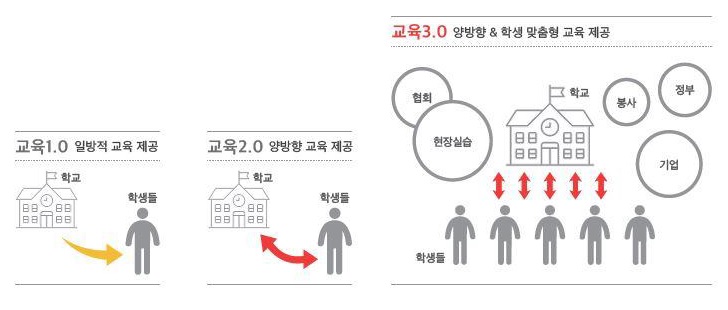 교육1.0 일방적 교육 제공
학교
학생들
교육2.0 양방향 교육 제공
학교
학생들
교육3.0 양방향 & 학생 맞춤형 교육 제공
협회
현장실습
학교
봉사
정부
기업
학생들